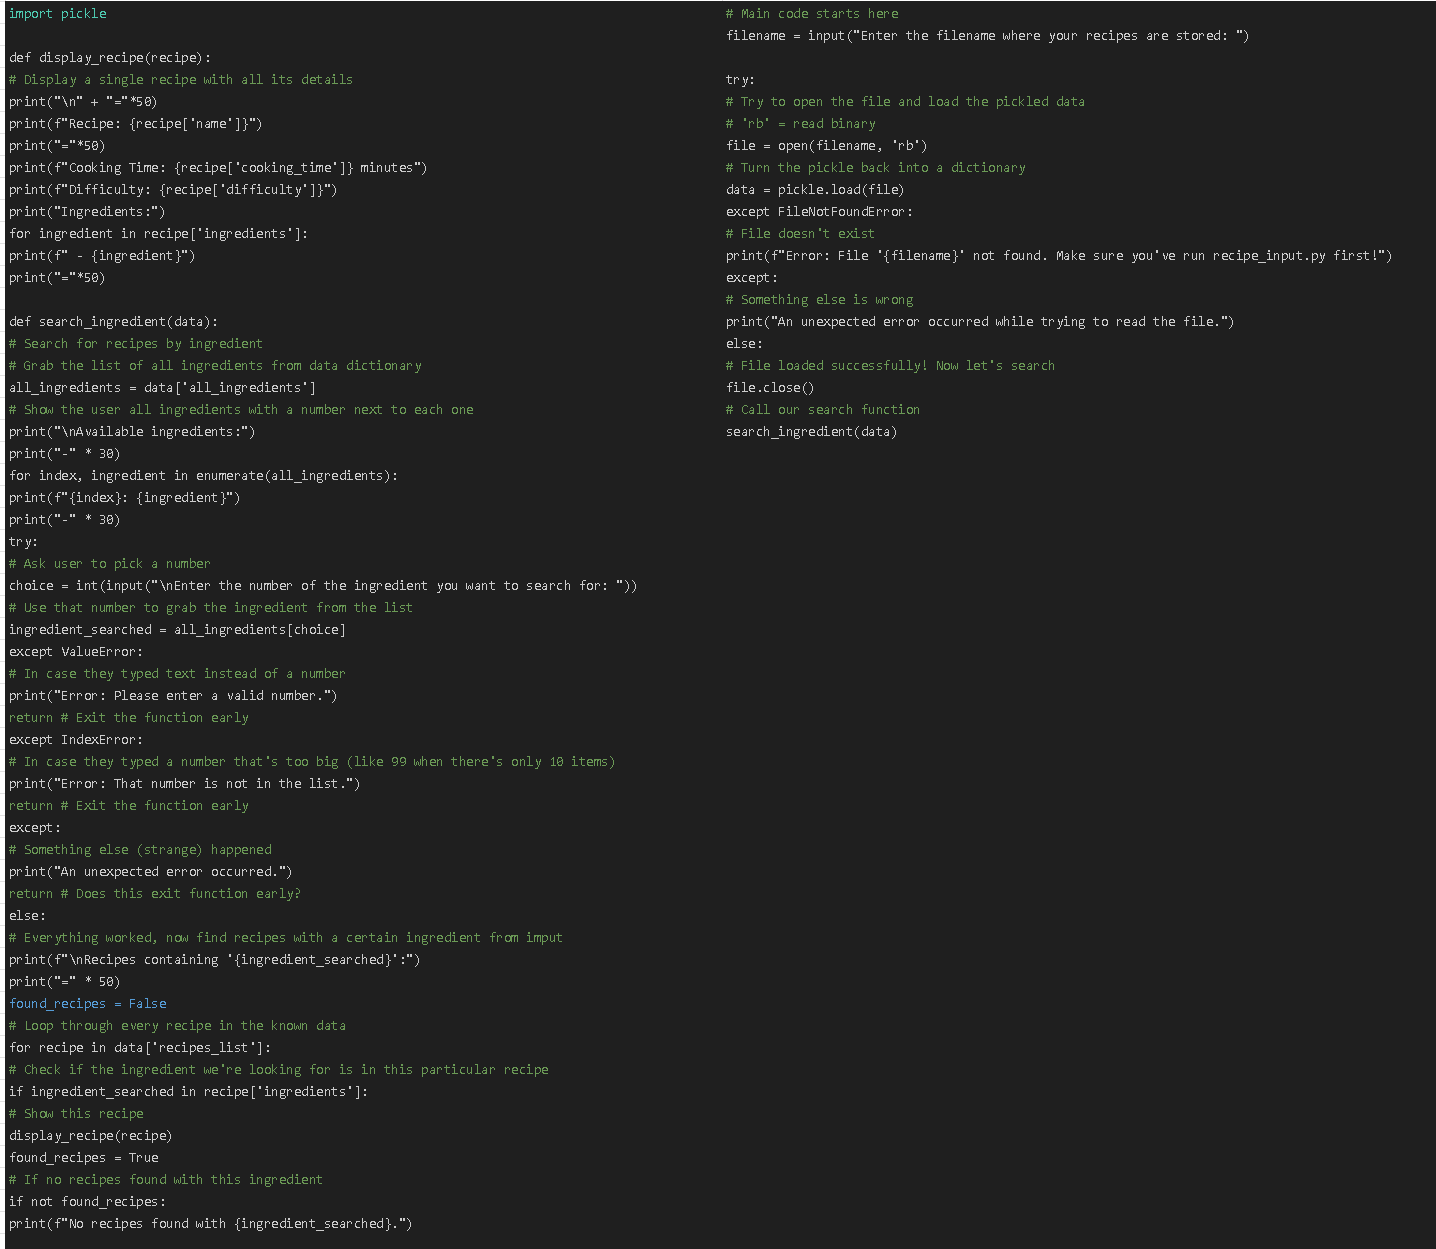 import pickle
def display_recipe(recipe):
# Display a single recipe with all its details
print("\n" + "="*50)
print(f"Recipe: {recipe['name']}")
print("="*50)
print(f"Cooking Time: {recipe['cooking_time']} minutes")
print(f"Difficulty: {recipe['difficulty']}")
print("Ingredients:")
for ingredient in recipe['ingredients']:
print(f" - {ingredient}")
print("="*50)
def search_ingredient(data):
# Search for recipes by ingredient
# Grab the list of all ingredients from data dictionary
all_ingredients = data['all_ingredients']
# Show the user all ingredients with a number next to each one
print("\nAvailable ingredients:")
print("-" * 30)
for index, ingredient in enumerate(all_ingredients):
print(f"{index}: {ingredient}")
print("-" * 30)
try:
# Ask user to pick a number
choice = int(input("\nEnter the number of the ingredient you want to search for: "))
# Use that number to grab the ingredient from the list
ingredient_searched = all_ingredients[choice]
except ValueError:
# In case they typed text instead of a number
print("Error: Please enter a valid number.")
return # Exit the function early
except IndexError:
# In case they typed a number that's too big (like 99 when there's only 10 items)
print("Error: That number is not in the list.")
return # Exit the function early
except:
# Something else (strange) happened
print("An unexpected error occurred.")
return # Does this exit function early?
else:
# Everything worked, now find recipes with a certain ingredient from imput
print(f"\nRecipes containing '{ingredient_searched}':")
print("=" * 50)
found_recipes = False
# Loop through every recipe in the known data
for recipe in data['recipes_list']:
# Check if the ingredient we're looking for is in this particular recipe
if ingredient_searched in recipe['ingredients']:
# Show this recipe
display_recipe(recipe)
found_recipes = True
# If no recipes found with this ingredient
if not found_recipes:
print(f"No recipes found with {ingredient_searched}.")
# Main code starts here
filename = input("Enter the filename where your recipes are stored: ")
try:
# Try to open the file and load the pickled data
# 'rb' = read binary
file = open(filename, 'rb')
# Turn the pickle back into a dictionary
data = pickle.load(file)
except FileNotFoundError:
# File doesn't exist
print(f"Error: File '{filename}' not found. Make sure you've run recipe_input.py first!")
except:
# Something else is wrong
print("An unexpected error occurred while trying to read the file.")
else:
# File loaded successfully! Now let's search
file.close()
# Call our search function
search_ingredient(data)